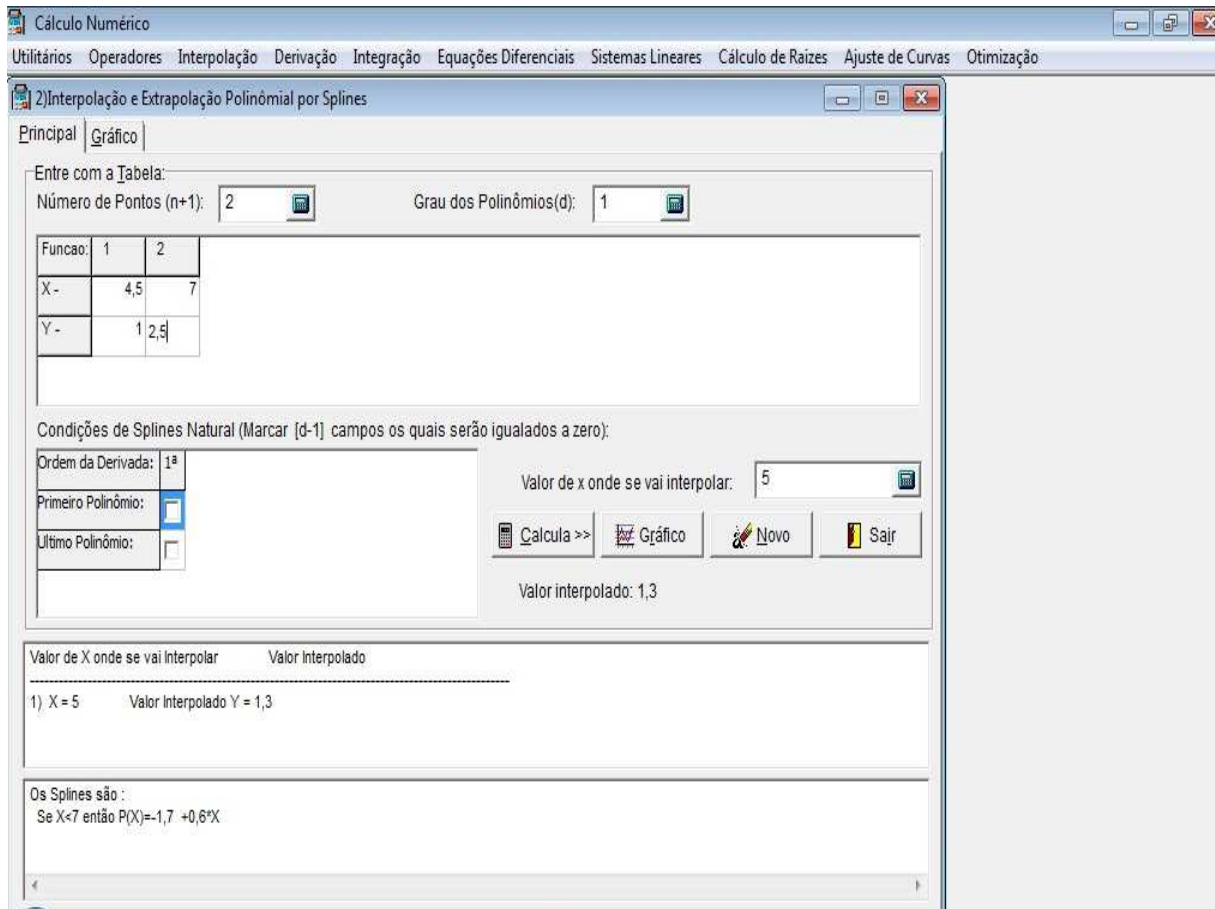 Cálculo Numérico
Utilitários Operadores Interpolação Derivação Integração Equações Diferenciais Sistemas Lineares Cálculo de Raizes Ajuste de Curvas Otimização
2)Interpolação e Extrapolação Polinômial por Splines
Principal Gráfico
Entre com a Tabela:
Número de Pontos (n+1): 2 Grau dos Polinômios(d): 1
Funcao: 1 2
X - 4,5 7
Y - 1 2,5
Condições de Splines Natural (Marcar [d-1] campos os quais serão igualados a zero):
Ordem da Derivada: 1ª
Primeiro Polinômio:
Ultimo Polinômio:
Valor de x onde se vai interpolar: 5
Calcula >> Gráfico Novo Sair
Valor interpolado: 1,3
Valor de X onde se vai Interpolar Valor Interpolado
1) X = 5 Valor Interpolado Y = 1,3
Os Splines são :
Se X<7 então P(X)=-1,7 +0,6*X